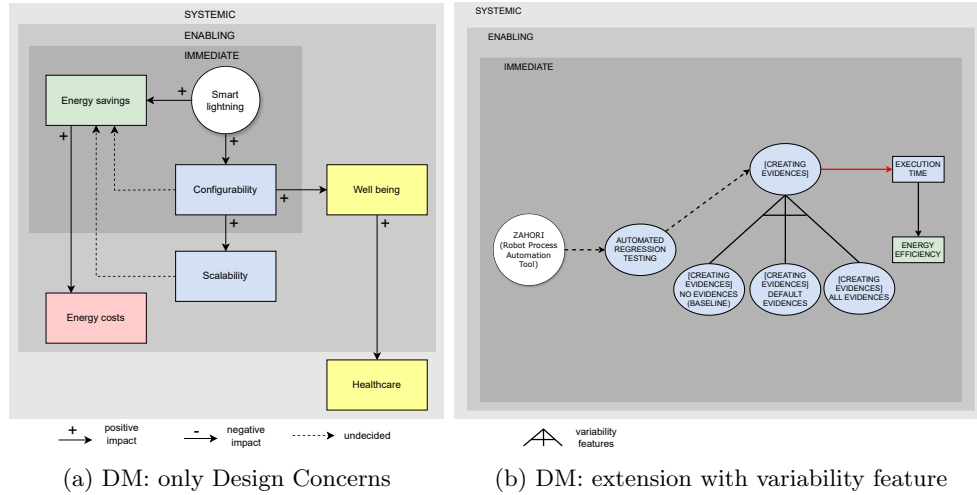 SYSTEMIC
ENABLING
IMMEDIATE
Smart
lightning
Energy savings
+
+
+
Configurability
+
Well being
+
+
Scalability
Energy costs
Healthcare
+
positive
impact
-
negative
impact
undecided
(a) DM: only Design Concerns
SYSTEMIC
ENABLING
IMMEDIATE
[CREATING
EVIDENCES]
EXECUTION
TIME
ZAHORI
(Robot Process
Automation
Tool)
AUTOMATED
REGRESSION
TESTING
ENERGY
EFFICIENCY
[CREATING
EVIDENCES]
NO EVIDENCES
(BASELINE)
[CREATING
EVIDENCES]
DEFAULT
EVIDENCES
[CREATING
EVIDENCES]
ALL EVIDENCES
variability
features
(b) DM: extension with variability feature